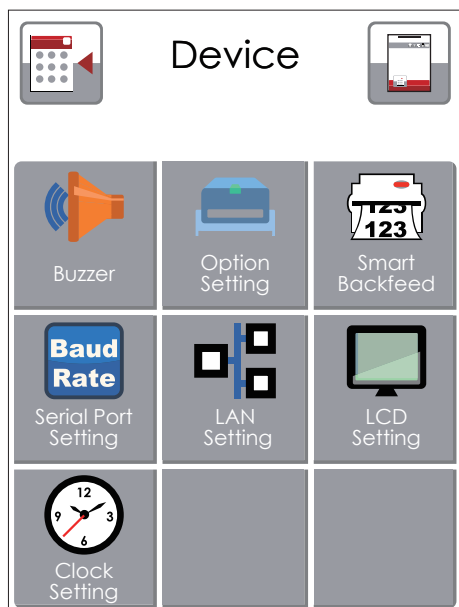 Device
Buzzer
Option
Setting
123
123
Smart
Backfeed
Baud
Rate
Serial Port
Setting
LAN
Setting
LCD
Setting
12
9
3
6
Clock
Setting